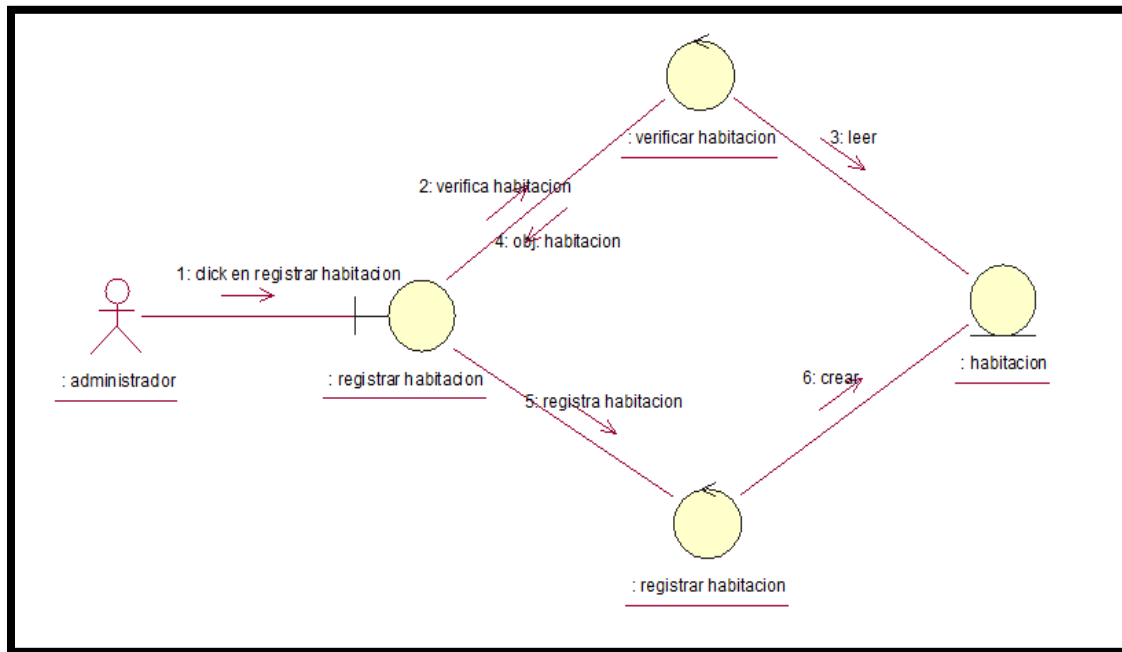 : verificar habitacion
3: leer
2: verifica habitacion
4: obj: habitacion
1: click en registrar habitacion
: administrador
: registrar habitacion
: habitacion
6: crear
5: registra habitacion
: registrar habitacion